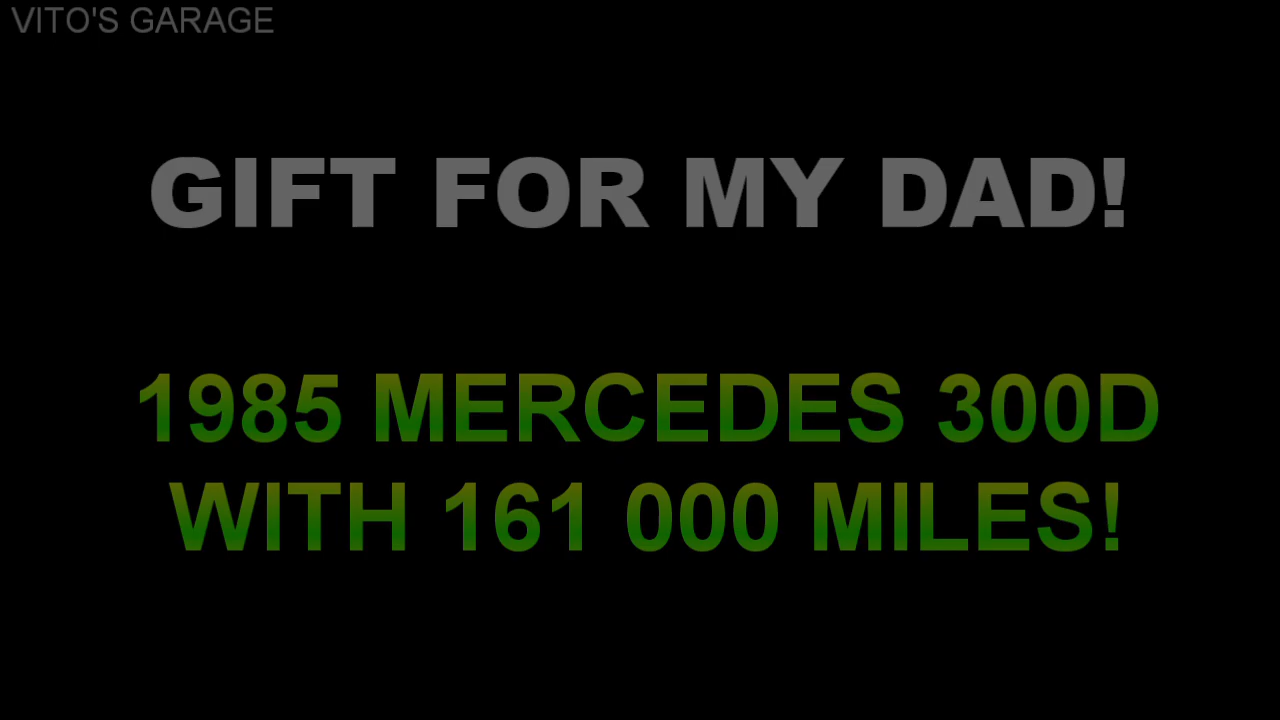 VITO'S GARAGE
GIFT FOR MY DAD!
1985 MERCEDES 300D
WITH 161 000 MILES!